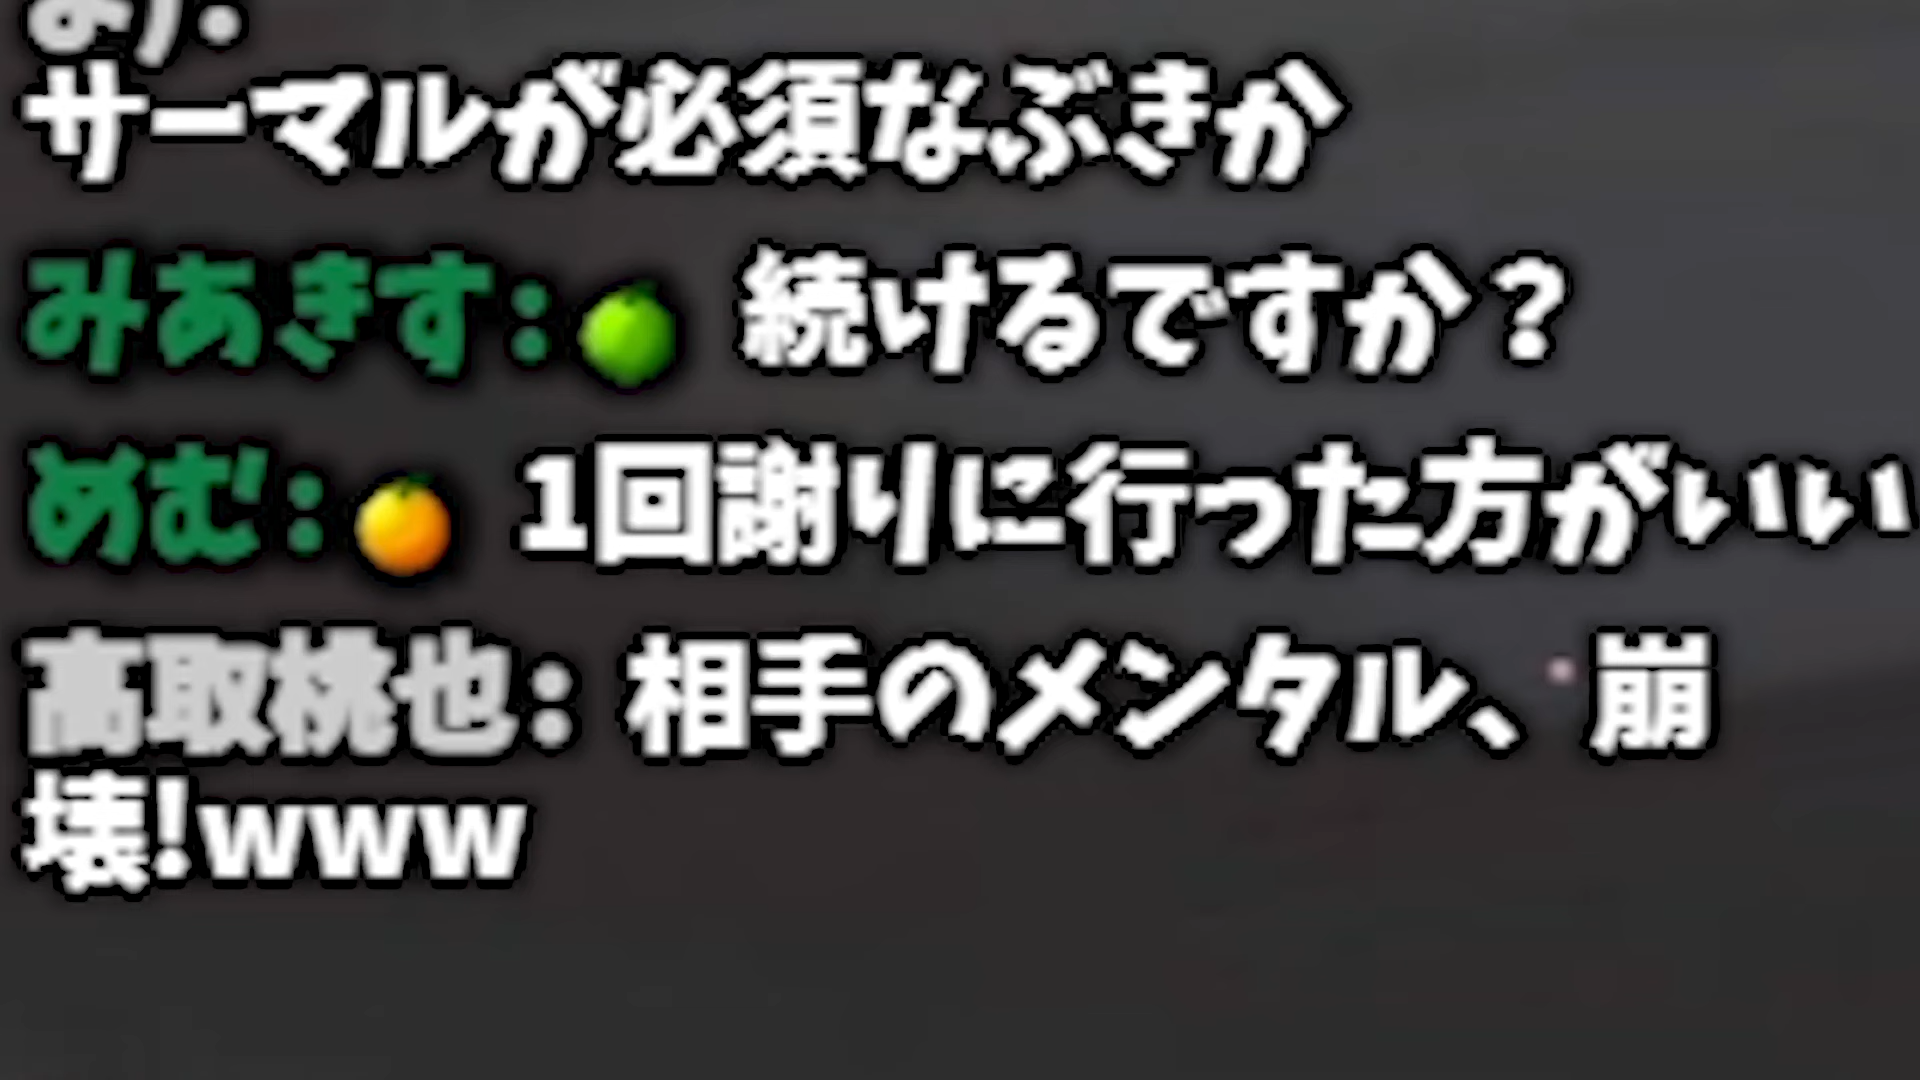 サーマルが必須なぶきか
みあきす: 続けるですか?
めむ: 1回謝りに行った方がいい
高取桃也: 相手のメンタル、崩
壊!www